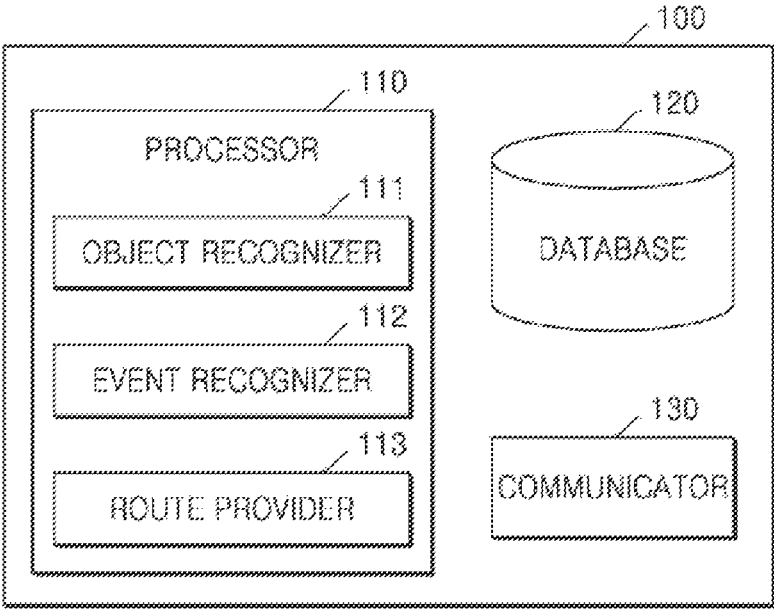 100
110
PROCESSOR
111
OBJECT RECOGNIZER
112
EVENT RECOGNIZER
113
ROUTE PROVIDER
120
DATABASE
130
COMMUNICATOR